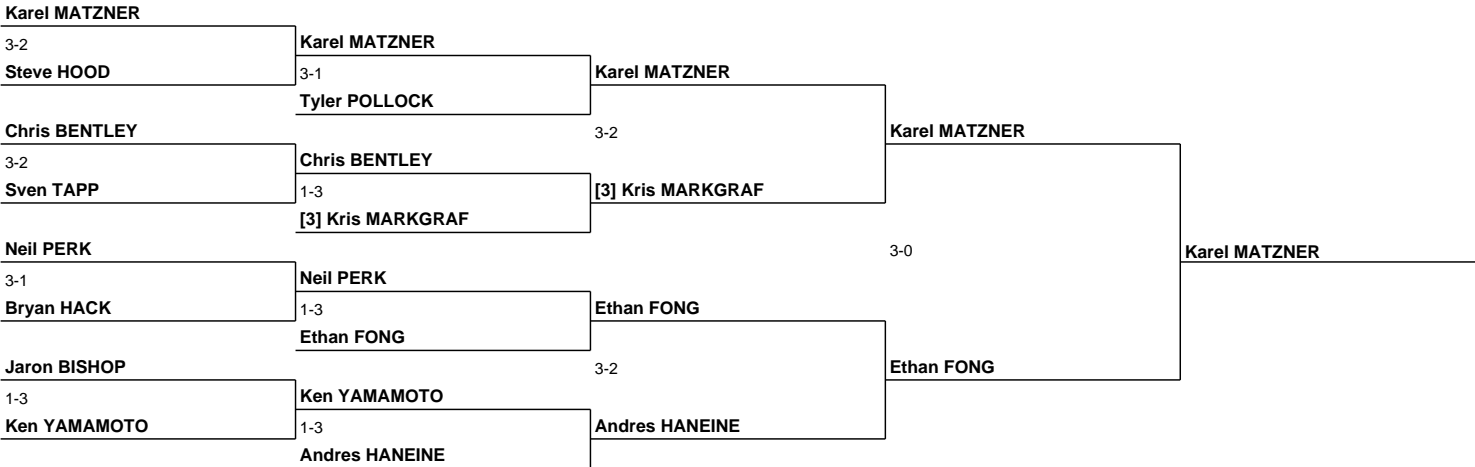 Karel MATZNER
3-2
Karel MATZNER
Steve HOOD
3-1
Karel MATZNER
Tyler POLLOCK
Chris BENTLEY
3-2
Karel MATZNER
3-2
Chris BENTLEY
Sven TAPP
1-3
[3] Kris MARKGRAF
[3] Kris MARKGRAF
Neil PERK
3-0
Karel MATZNER
3-1
Neil PERK
Bryan HACK
1-3
Ethan FONG
Ethan FONG
Jaron BISHOP
3-2
Ethan FONG
1-3
Ken YAMAMOTO
Ken YAMAMOTO
1-3
Andres HANEINE
Andres HANEINE